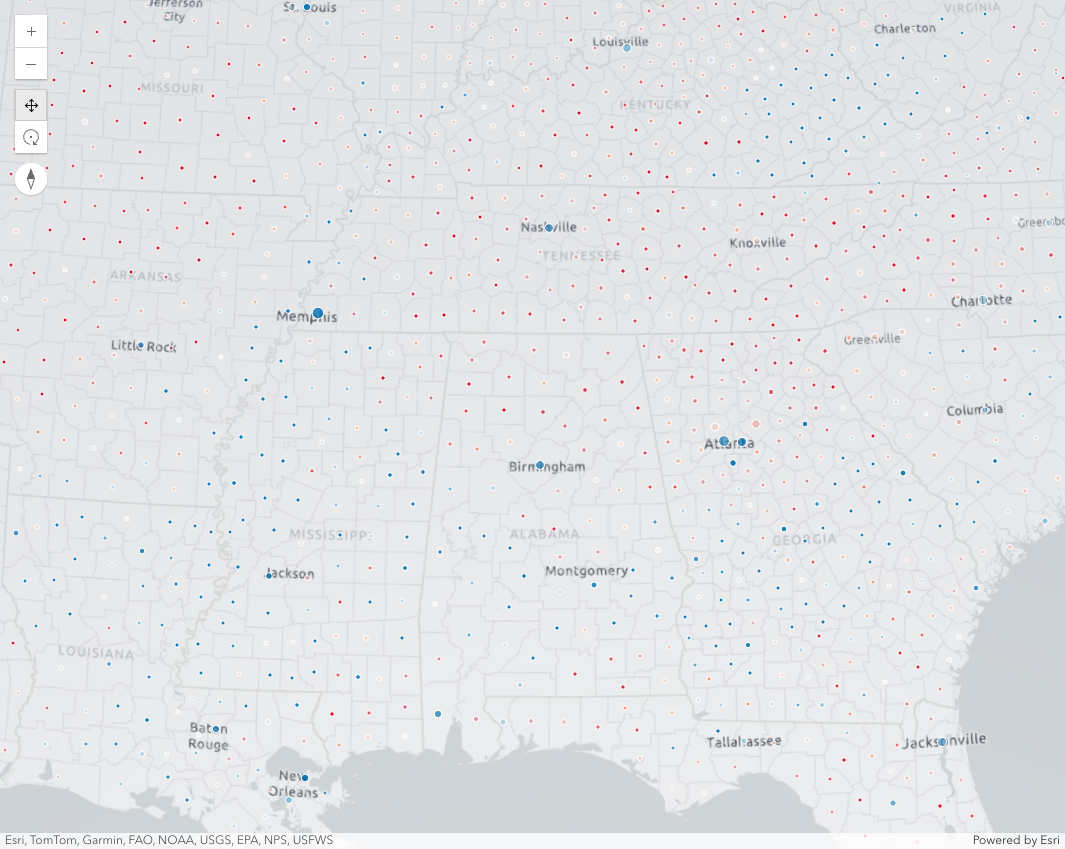 Jefferson
City
St. Louis
Louisville
Charleston
VIRGINIA
MISSOURI
KENTUCKY
Nashville
TENNESSEE
Knoxville
Greensbo
ARKANSAS
Memphis
Charlotte
Little Rock
Greenville
Columbia
Atlanta
Birmingham
MISSISSIPPI
ALABAMA
GEORGIA
Jackson
Montgomery
LOUISIANA
Baton
Rouge
Tallahassee
Jacksonville
New
Orleans
Esri, TomTom, Garmin, FAO, NOAA, USGS, EPA, NPS, USFWS
Powered by Esri